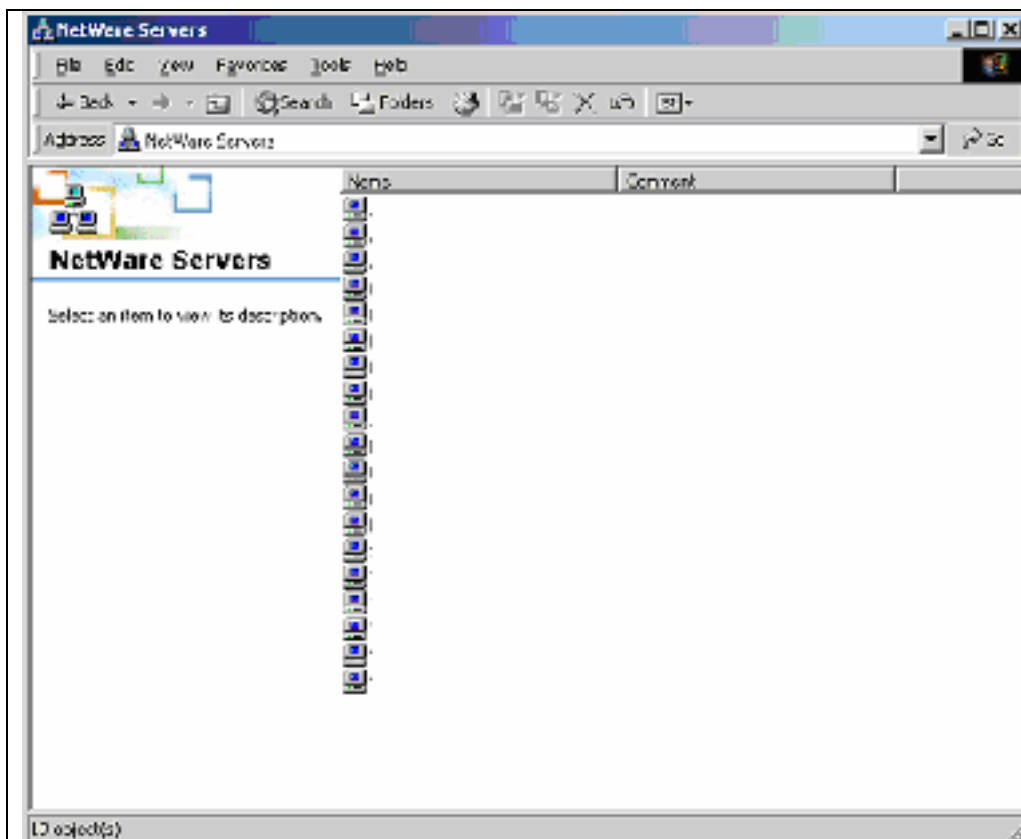 NetWare Servers
File Edit View Favorites Tools Help
Back Search Folders
Address NetWare Servers Go
Name Comment
NetWare Servers
Select an item to view its description.
object(s)